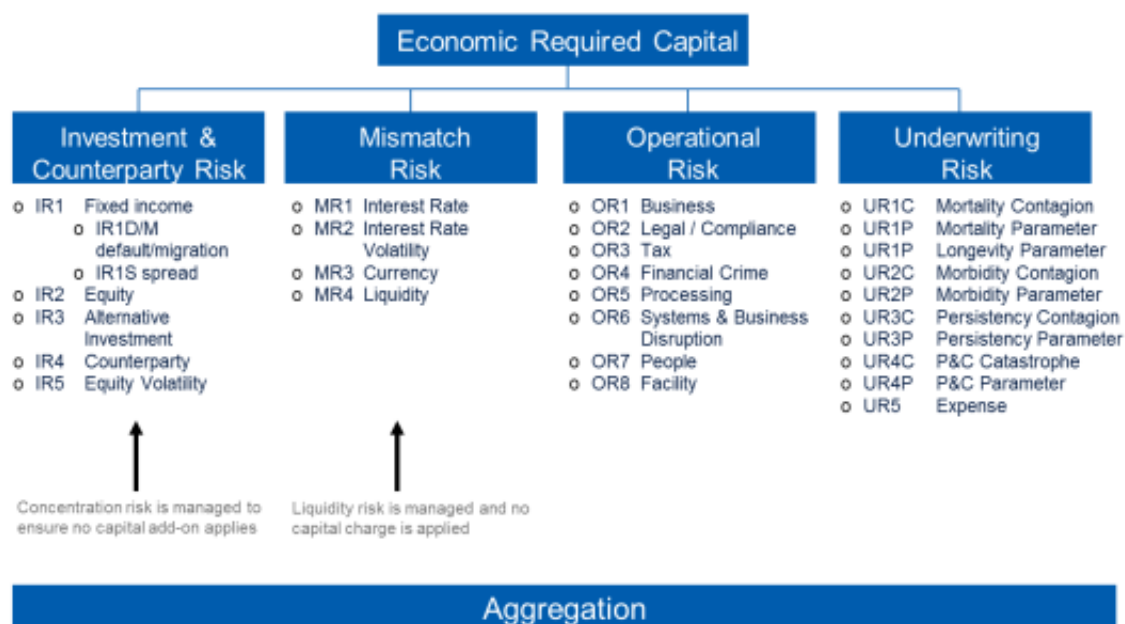 Economic Required Capital
Investment &
Counterparty Risk
o IR1 Fixed income
o IR1D/M
default/migration
o IR1S spread
o IR2 Equity
o IR3 Alternative
Investment
o IR4 Counterparty
o IR5 Equity Volatility
Concentration risk is managed to
ensure no capital add-on applies
Mismatch
Risk
o MR1 Interest Rate
o MR2 Interest Rate
Volatility
o MR3 Currency
o MR4 Liquidity
Liquidity risk is managed and no
capital charge is applied
Operational
Risk
o OR1 Business
o OR2 Legal / Compliance
o OR3 Tax
o OR4 Financial Crime
o OR5 Processing
o OR6 Systems & Business
Disruption
o OR7 People
o OR8 Facility
Underwriting
Risk
o UR1C Mortality Contagion
o UR1P Mortality Parameter
o UR1P Longevity Parameter
o UR2C Morbidity Contagion
o UR2P Morbidity Parameter
o UR3C Persistency Contagion
o UR3P Persistency Parameter
o UR4C P&C Catastrophe
o UR4P P&C Parameter
o UR5 Expense
Aggregation